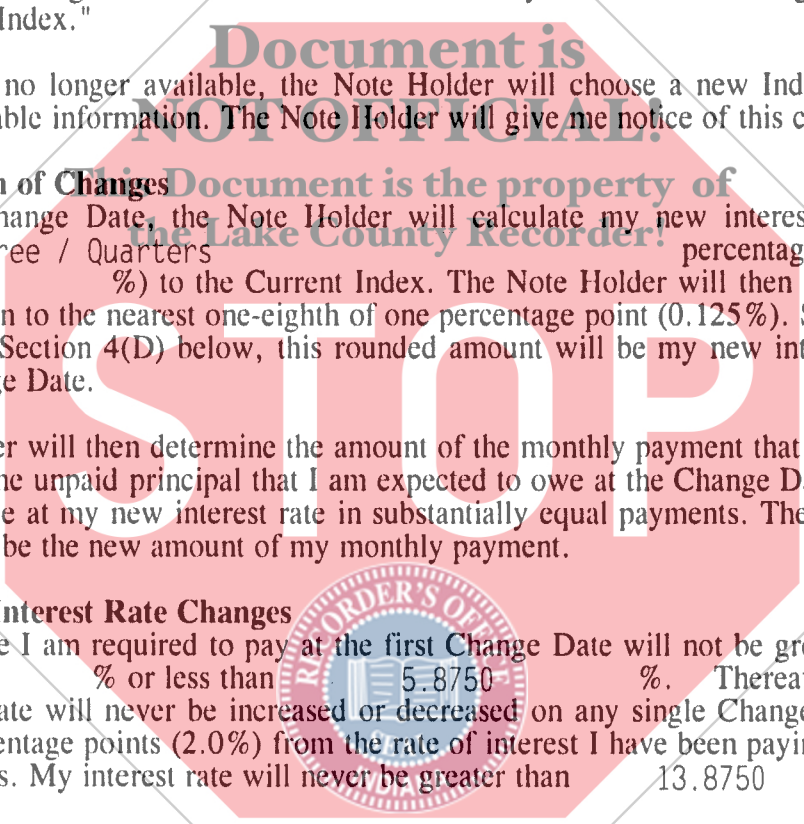 Index."
Document is
no longer available, the Note Holder will choose a new Ind
NOT OFFICIAL!
able information. The Note Holder will give me notice of this c
This Document is the property of
n of Changes
the Lake County Recorder!
hange Date, the Note Holder will calculate my new interes
ree / Quarters percentag
%) to the Current Index. The Note Holder will then
n to the nearest one-eighth of one percentage point (0.125%). S
Section 4(D) below, this rounded amount will be my new int
ge Date.
STOP
er will then determine the amount of the monthly payment that
he unpaid principal that I am expected to owe at the Change Da
e at my new interest rate in substantially equal payments. The
be the new amount of my monthly payment.
Interest Rate Changes
e I am required to pay at the first Change Date will not be gre
% or less than 5.8750 %. Thereat
ate will never be increased or decreased on any single Change
entage points (2.0%) from the rate of interest I have been payin
s. My interest rate will never be greater than 13.8750
RECORDER'S OFFICE
SEAL
INDIANA